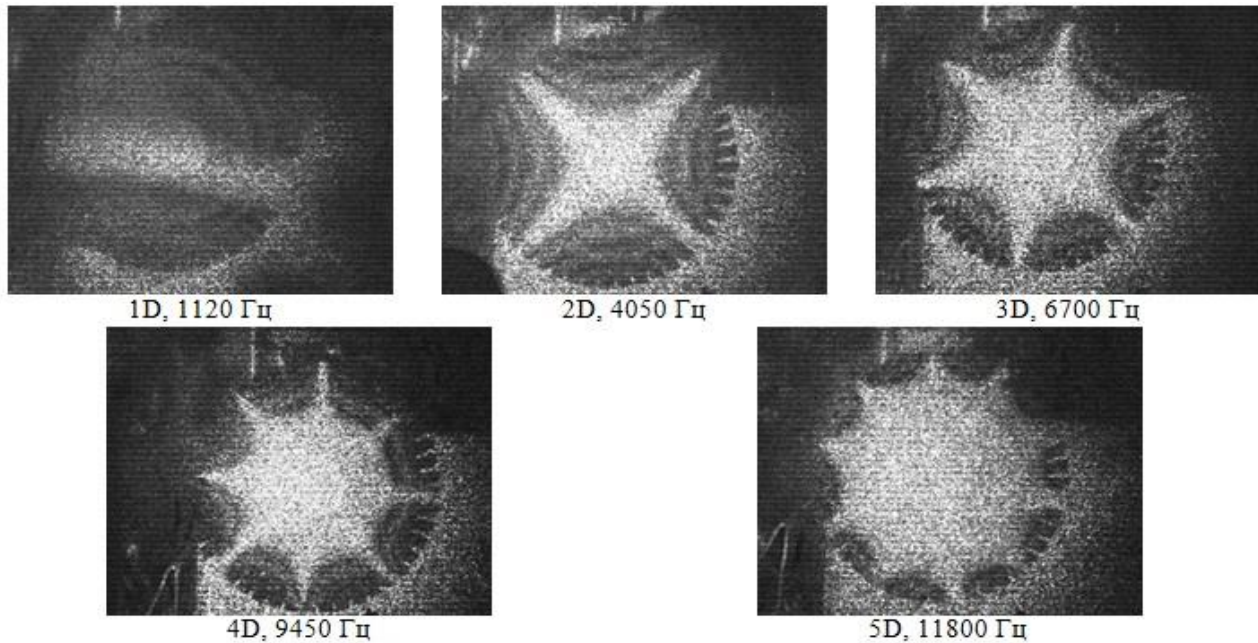 1D, 1120 Гц
2D, 4050 Гц
3D, 6700 Гц
4D, 9450 Гц
5D, 11800 Гц